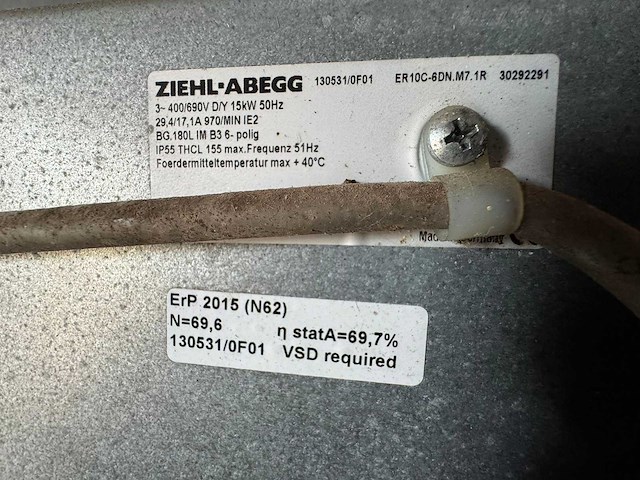 ZIEHL-ABEGG 130531/0F01 ER10C-6DN.M7.1R 30292291
3~ 400/690V D/Y 15kW 50Hz
29,4/17,1A 970/MIN IE2
BG.180L IM B3 6- polig
IP55 THCL 155 max.Frequenz 51Hz
Foerdermitteltemperatur max + 40°C
ErP 2015 (N62)
N=69,6 η statA=69,7%
130531/0F01 VSD required